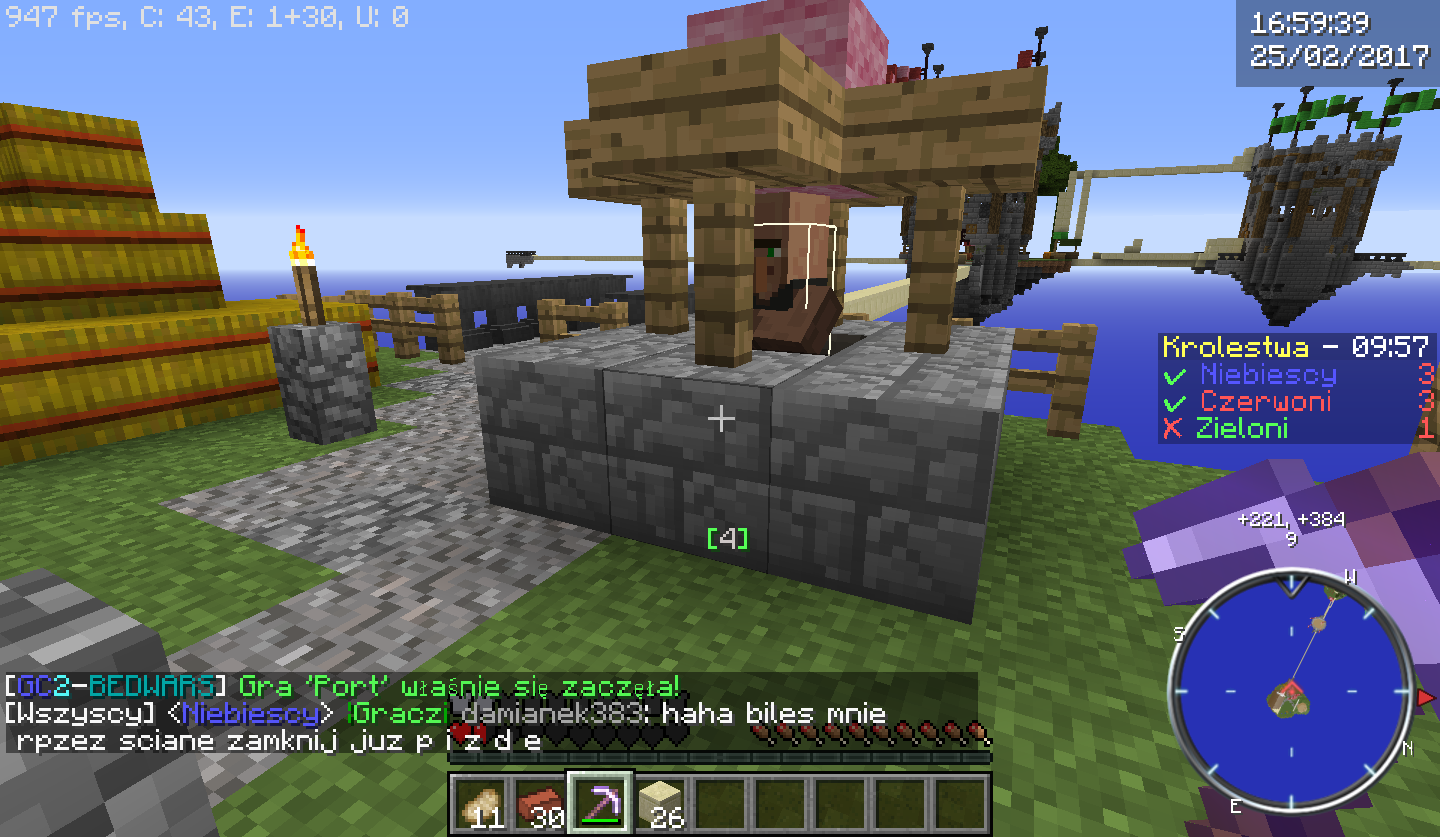 947 fps, C: 43, E: 1+30, U: 0
16:59:39
25/02/2017
Krolestwa - 09:57
✓ Niebiescy 3
✓ Czerwoni 3
X Zieloni 1
[4]
+221, +384
9
W
S
N
E
[GC2-BEDWARS] Gra 'Port' właśnie się zaczęła!
[Wszyscy] <Niebiescy> |Graczi damianek383: haha biles mnie
rpzez sciane zamknij juz p i z d e
11 30 26